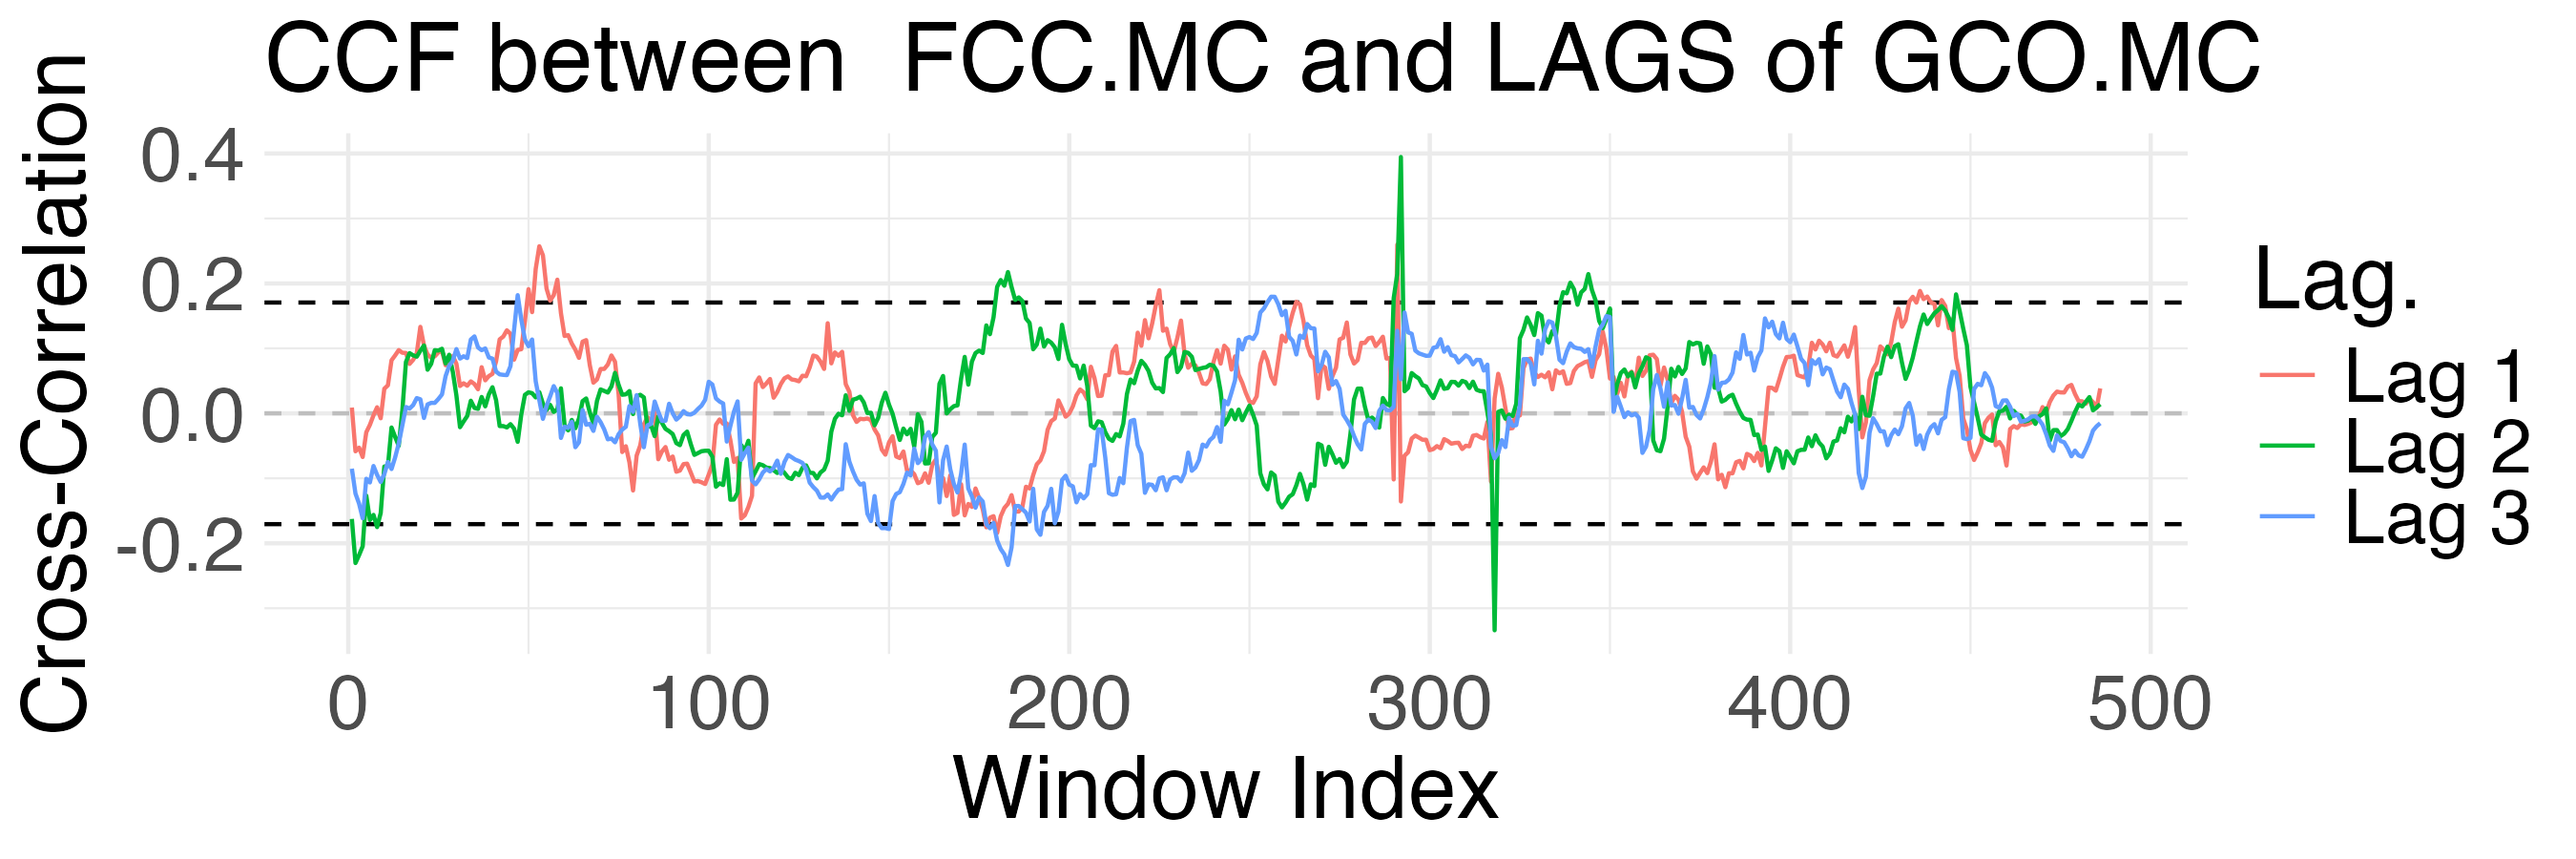 CCF between  FCC.MC and LAGS of GCO.MC
Cross-Correlation
0.4
0.2
0.0
-0.2
0
100
200
300
400
500
Window Index
Lag.
Lag 1
Lag 2
Lag 3